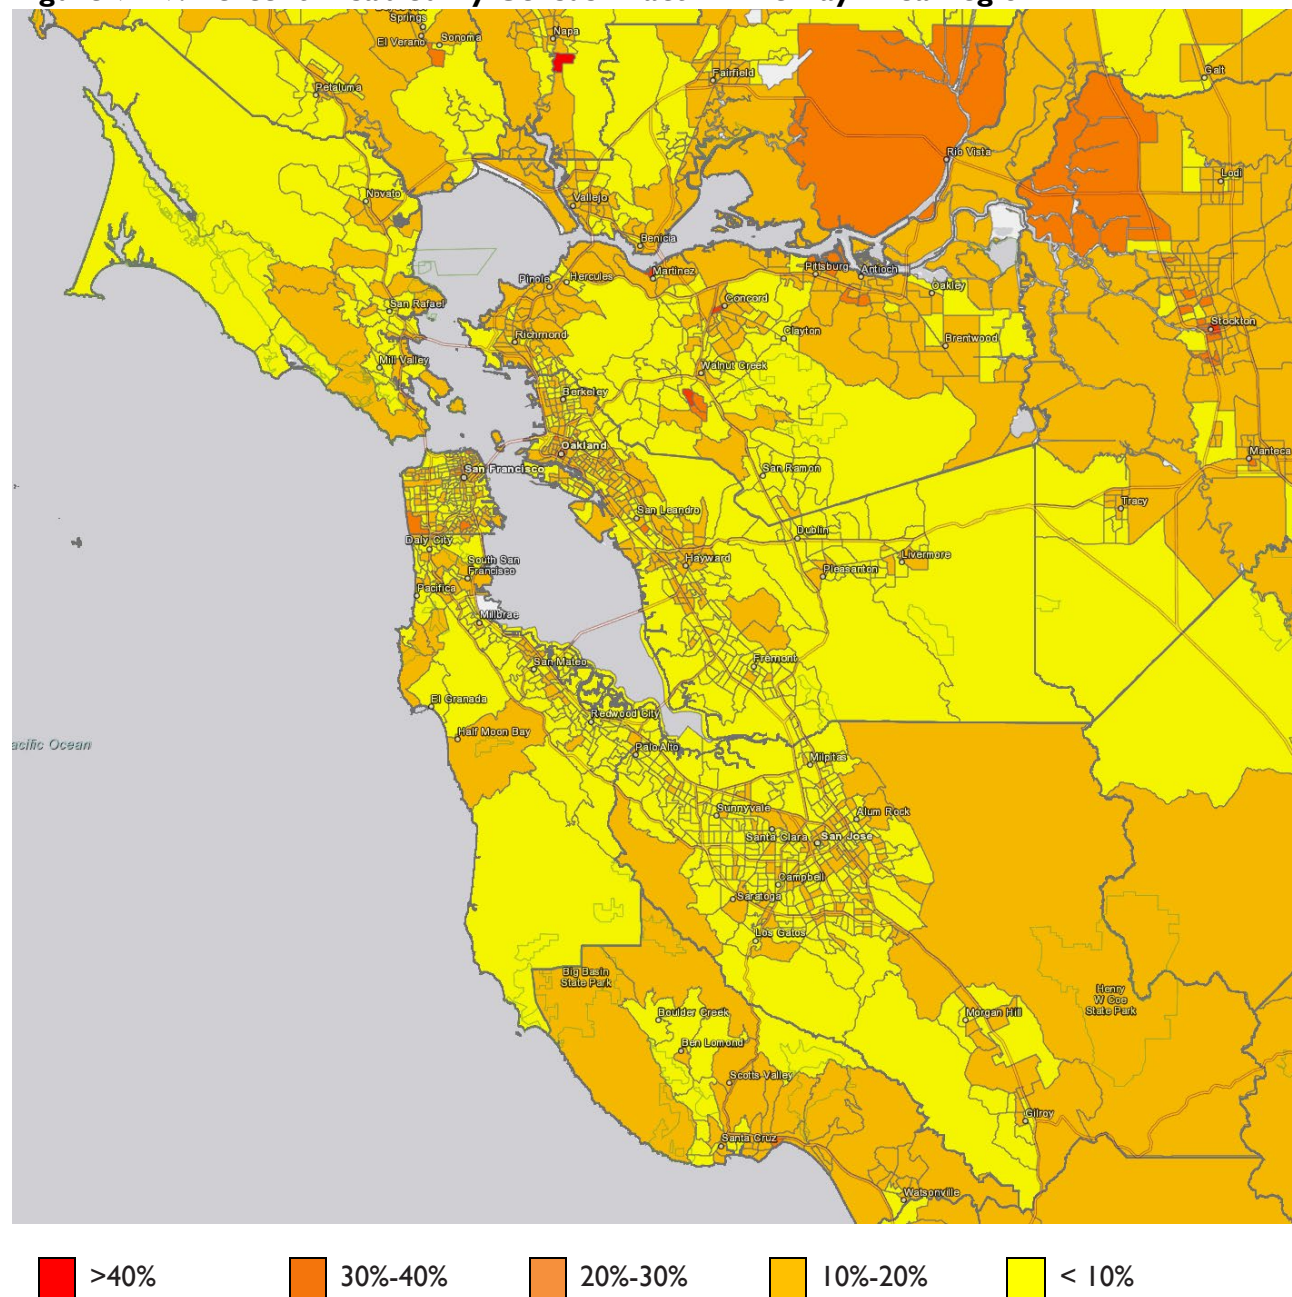 Springs
El Verano
Sonoma
Napa
Fairfield
Galt
Petaluma
Rio Vista
Lodi
Novato
Vallejo
Benicia
Pinole
Hercules
Martinez
Pittsburg
Antioch
Oakley
San Rafael
Concord
Richmond
Clayton
Brentwood
Stockton
Mill Valley
Walnut Creek
Berkeley
Oakland
San Francisco
San Ramon
Manteca
Tracy
San Leandro
Daly City
Dublin
South San
Francisco
Hayward
Livermore
Pleasanton
Pacifica
Millbrae
San Mateo
Fremont
El Granada
Redwood City
Half Moon Bay
acific Ocean
Palo Alto
Milpitas
Sunnyvale
Alum Rock
Santa Clara
San Jose
Campbell
Saratoga
Los Gatos
Big Basin
State Park
Henry
W Coe
State Park
Boulder Creek
Morgan Hill
Ben Lomond
Scotts Valley
Gilroy
Santa Cruz
Watsonville
>40%
30%-40%
20%-30%
10%-20%
< 10%